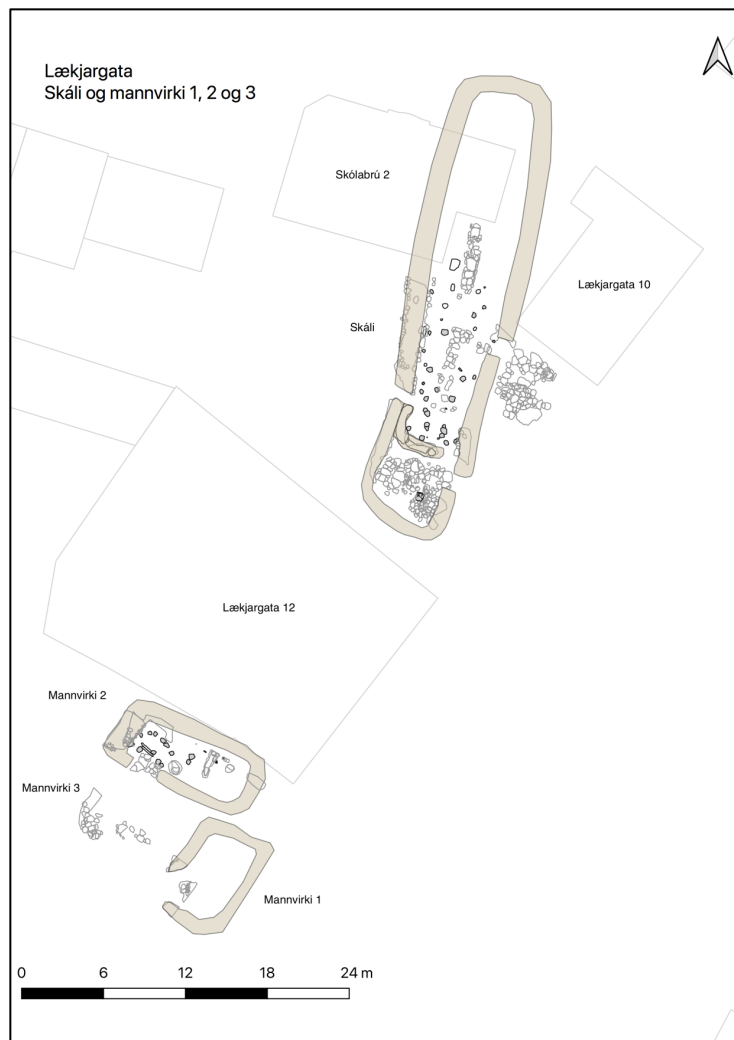 Lækjargata
Skáli og mannvirki 1, 2 og 3
Skólabrú 2
Lækjargata 10
Skáli
Lækjargata 12
Mannvirki 2
Mannvirki 3
Mannvirki 1
0 6 12 18 24 m